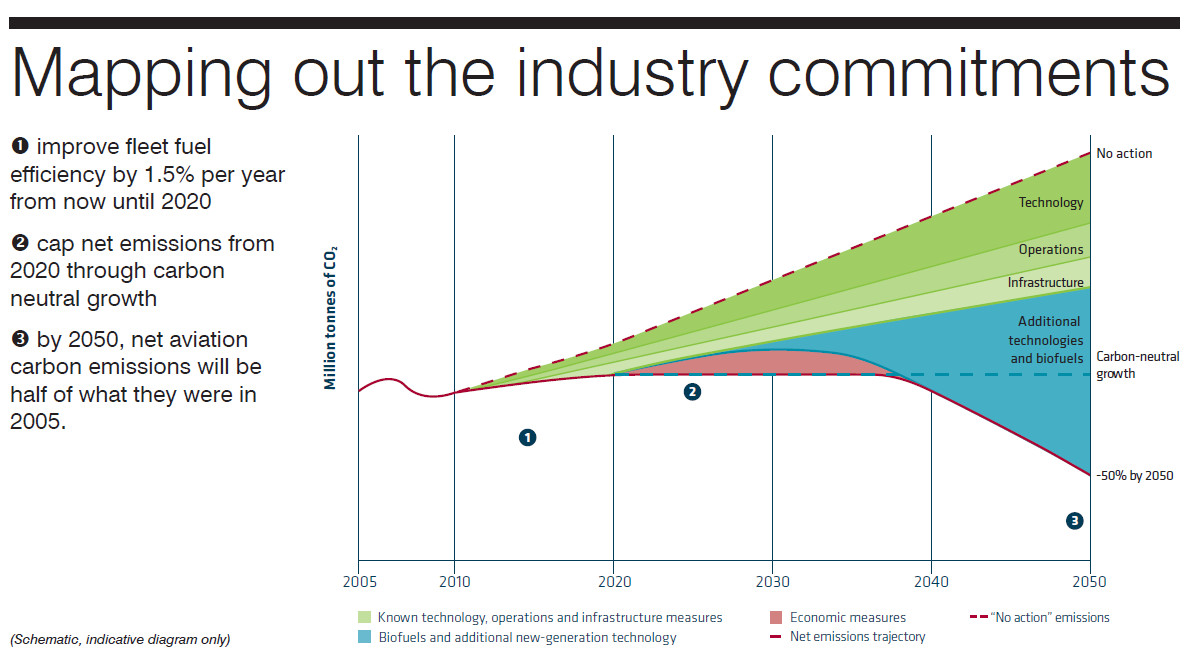 Mapping out the industry commitments
❶ improve fleet fuel
efficiency by 1.5% per year
from now until 2020
❷ cap net emissions from
2020 through carbon
neutral growth
❸ by 2050, net aviation
carbon emissions will be
half of what they were in
2005.
(Schematic, indicative diagram only)
Million tonnes of CO₂
No action
Technology
Operations
Infrastructure
Additional
technologies
and biofuels
Carbon-neutral
growth
-50% by 2050
❶
❷
❸
2005 2010 2020 2030 2040 2050
Known technology, operations and infrastructure measures
Biofuels and additional new-generation technology
Economic measures
Net emissions trajectory
“No action” emissions